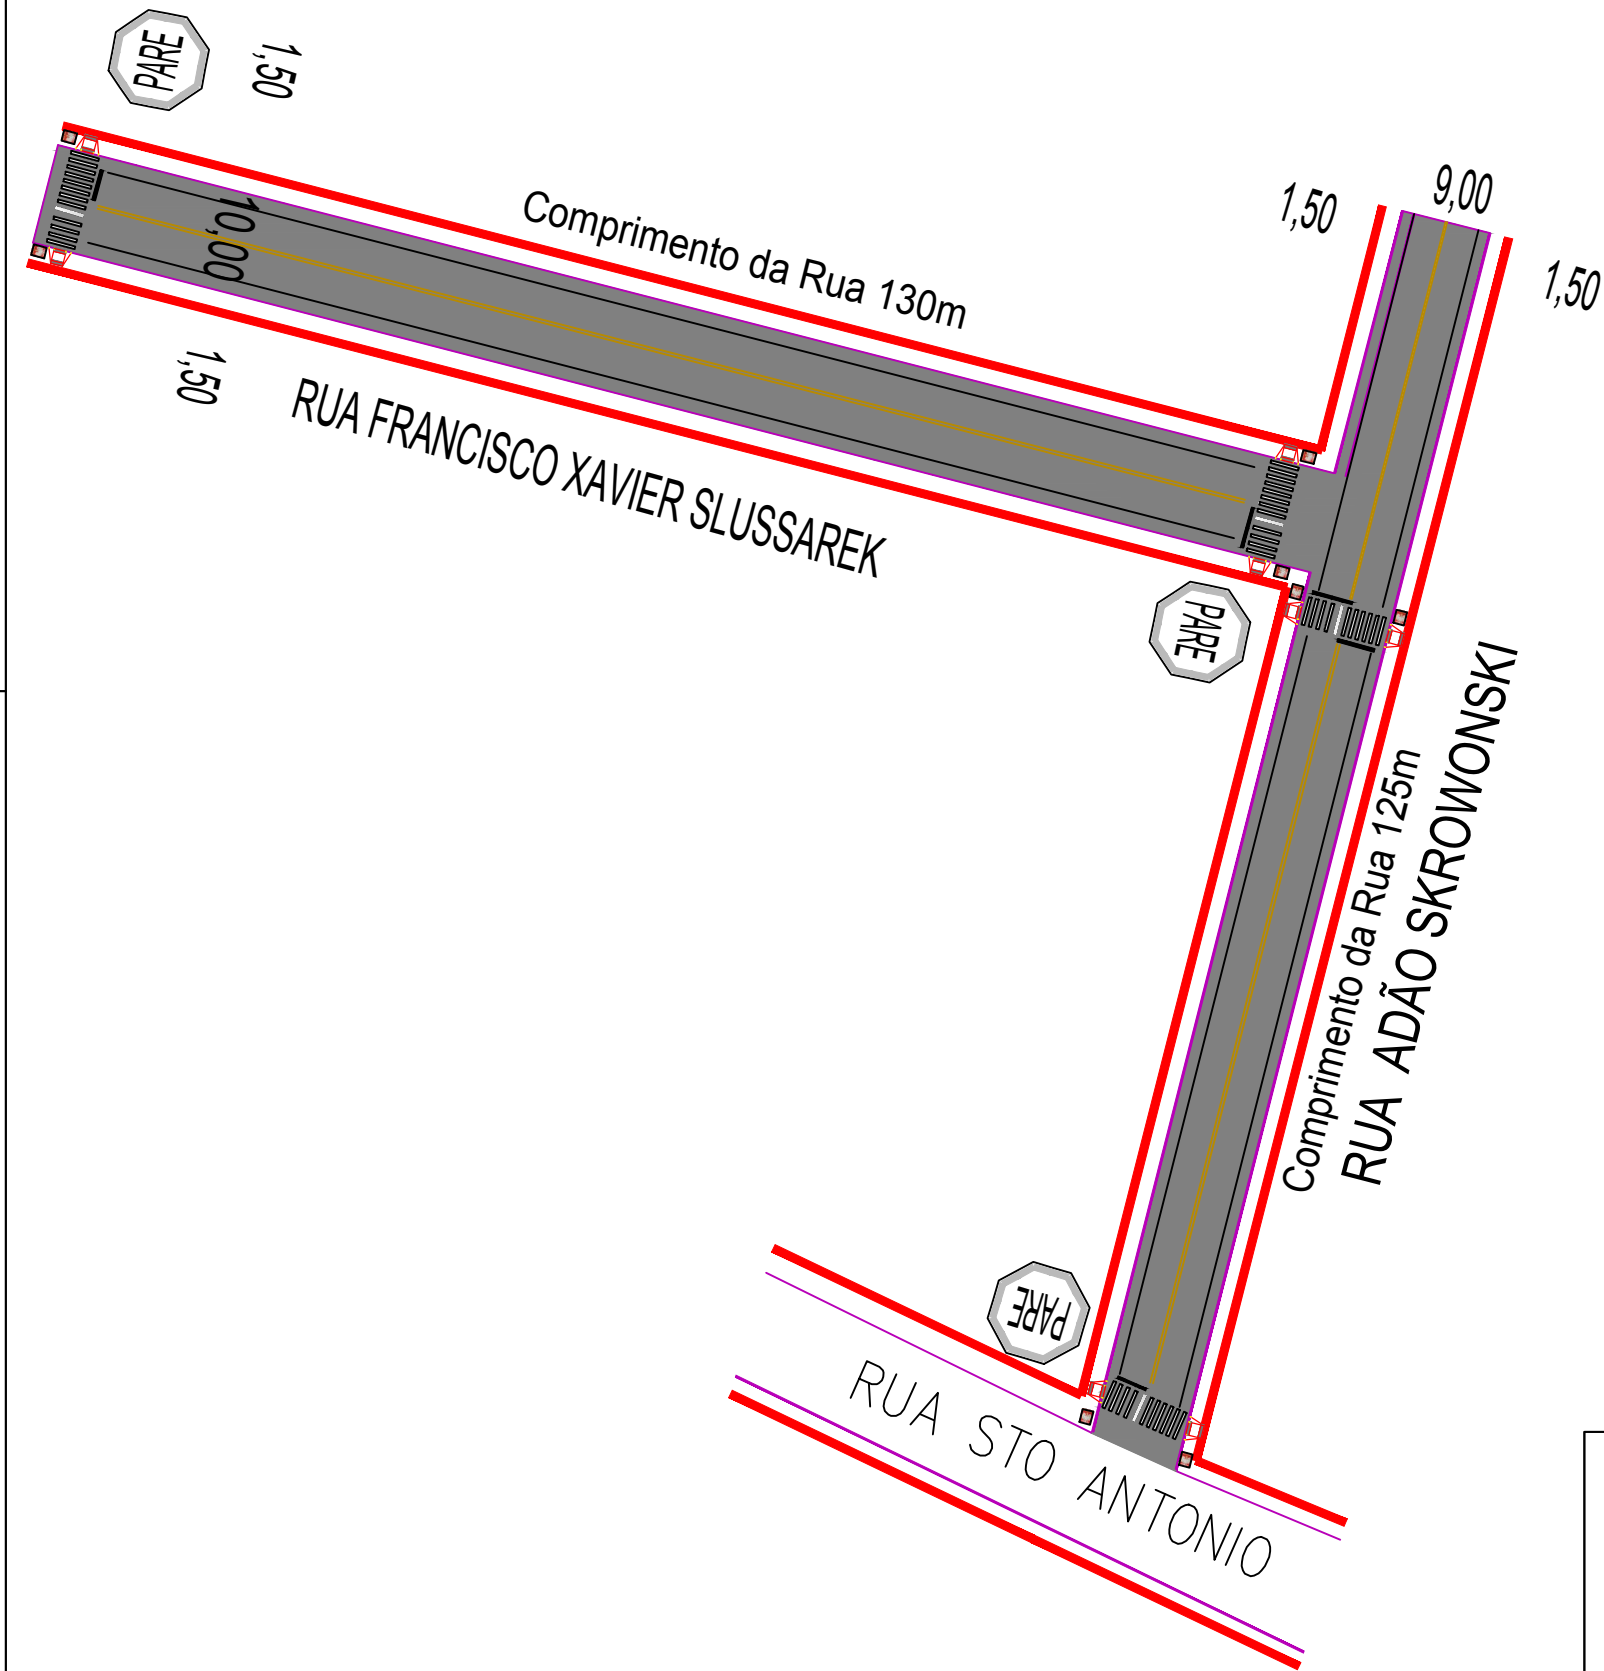 PARE
1,50
10,00
Comprimento da Rua 130m
1,50
9,00
1,50
1,50
RUA FRANCISCO XAVIER SLUSSAREK
PARE
Comprimento da Rua 125m
RUA ADÃO SKROWONSKI
PARE
RUA STO ANTONIO